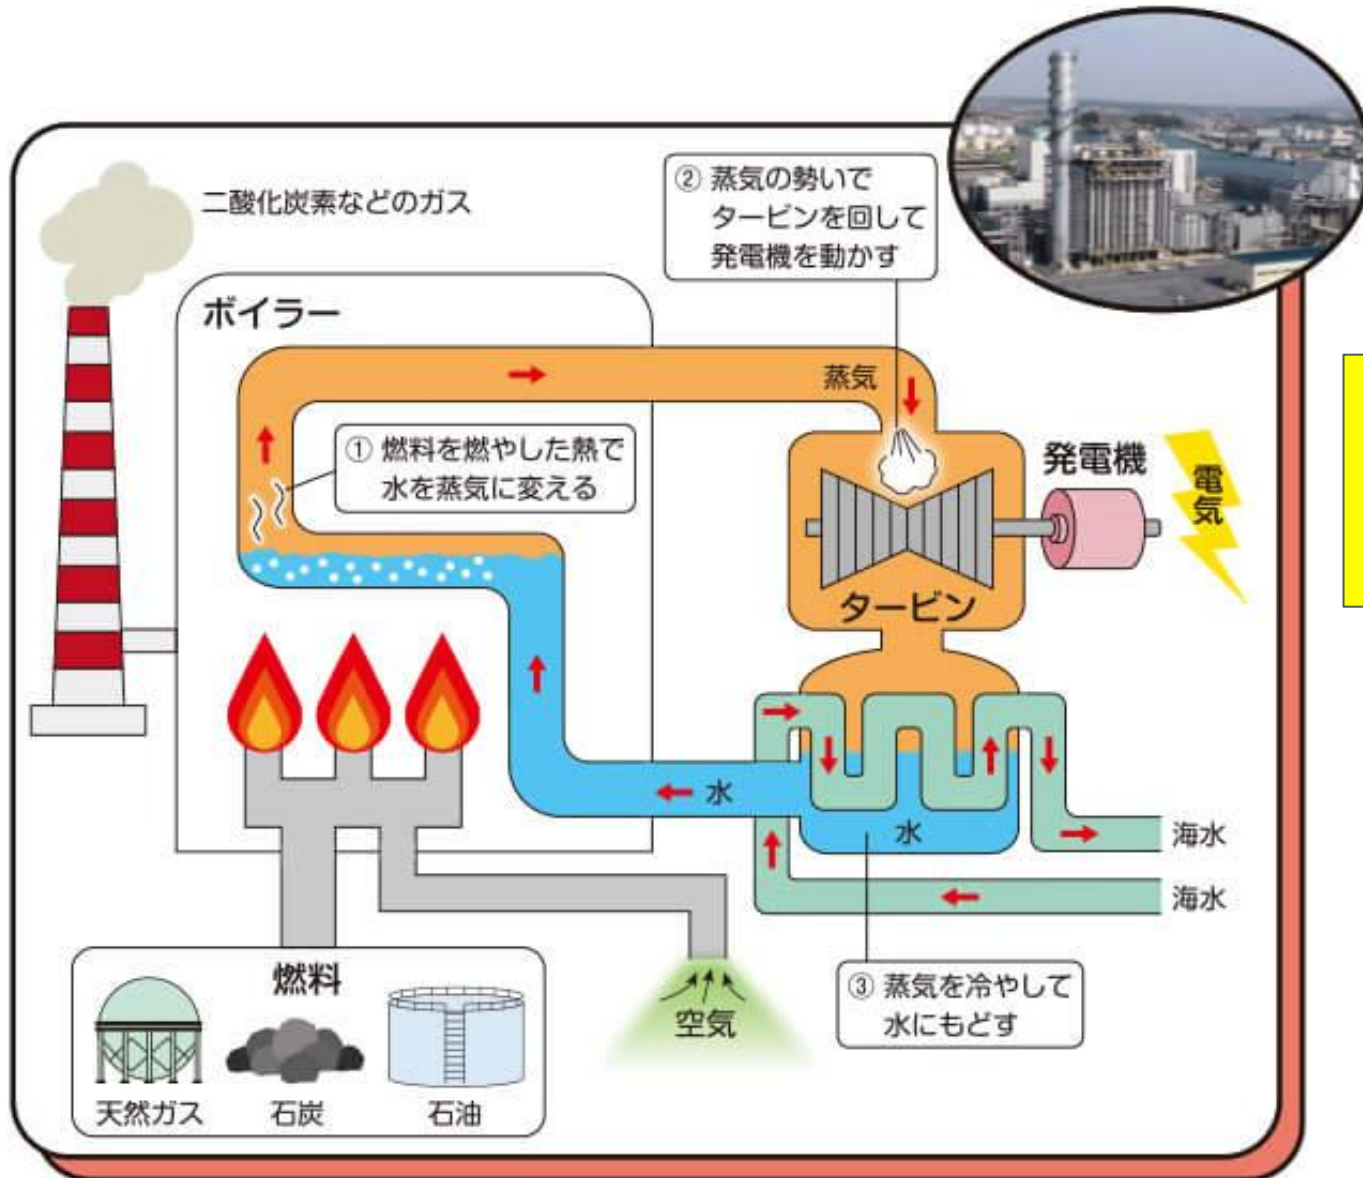 二酸化炭素などのガス
② 蒸気の勢いで
タービンを回して
発電機を動かす
ボイラー
蒸気
① 燃料を燃やした熱で
水を蒸気に変える
発電機
電気
タービン
水
水
海水
海水
③ 蒸気を冷やして
水にもどす
燃料
空気
天然ガス
石炭
石油